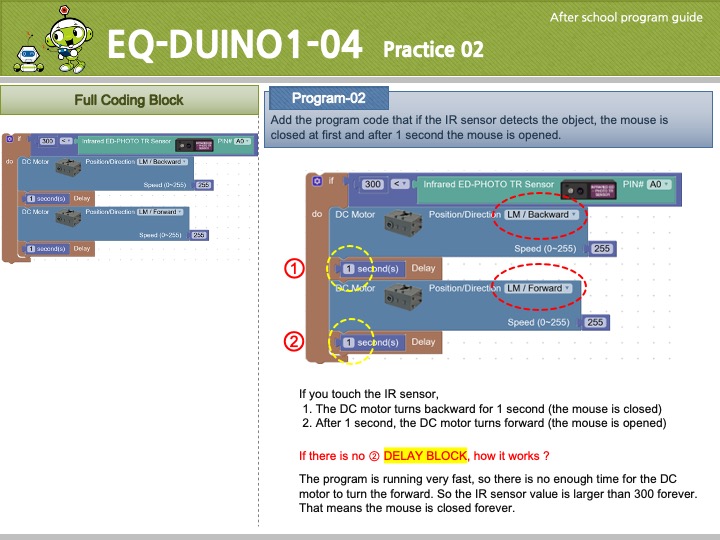 After school program guide
EQ-DUINO1-04 Practice 02
Full Coding Block
if 300 < Infrared ED-PHOTO TR Sensor PIN# A0
do DC Motor Position/Direction LM / Backward
Speed (0~255) 255
1 second(s) Delay
DC Motor Position/Direction LM / Forward
Speed (0~255) 255
1 second(s) Delay
Program-02
Add the program code that if the IR sensor detects the object, the mouse is
closed at first and after 1 second the mouse is opened.
if 300 < Infrared ED-PHOTO TR Sensor PIN# A0
do DC Motor Position/Direction LM / Backward
Speed (0~255) 255
① 1 second(s) Delay
DC Motor Position/Direction LM / Forward
Speed (0~255) 255
② 1 second(s) Delay
If you touch the IR sensor,
1. The DC motor turns backward for 1 second (the mouse is closed)
2. After 1 second, the DC motor turns forward (the mouse is opened)
If there is no ② DELAY BLOCK, how it works ?
The program is running very fast, so there is no enough time for the DC
motor to turn the forward. So the IR sensor value is larger than 300 forever.
That means the mouse is closed forever.